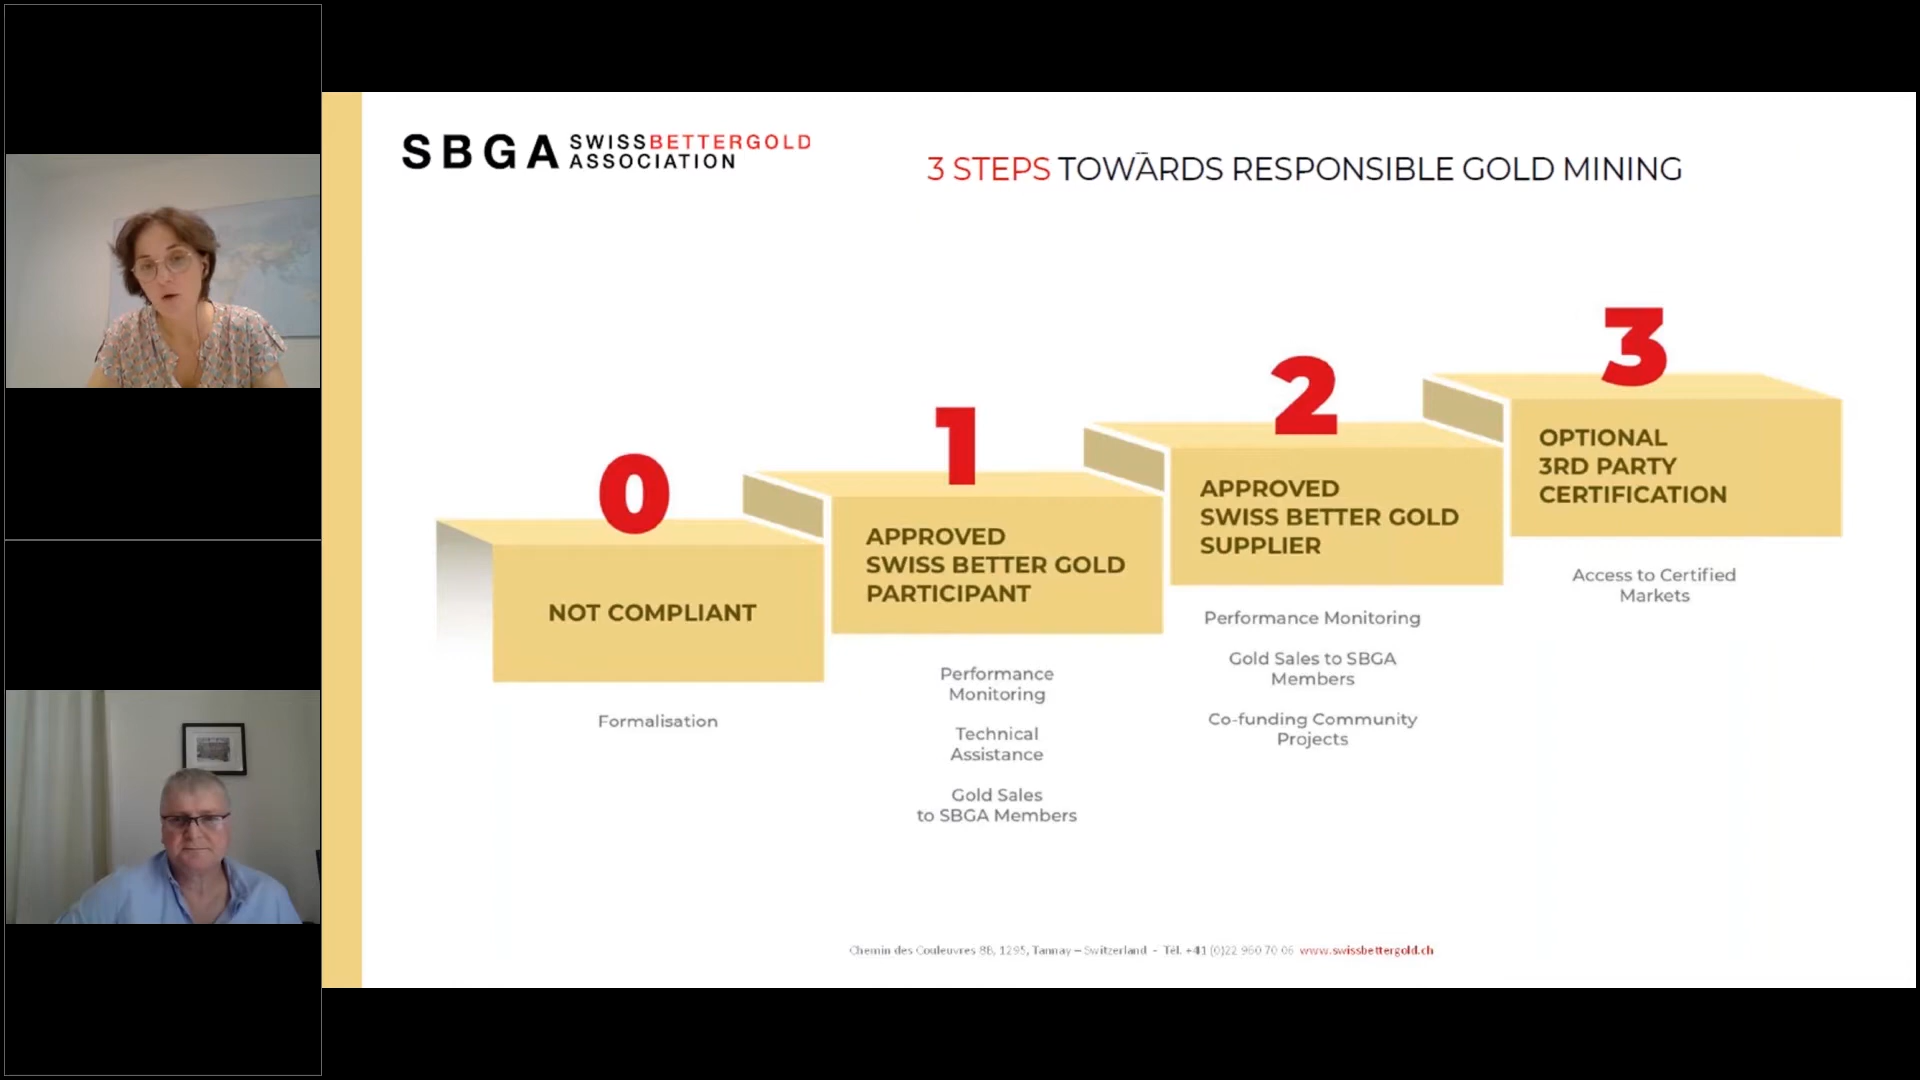 SBGA SWISSBETTERGOLD
ASSOCIATION
3 STEPS TOWARDS RESPONSIBLE GOLD MINING
0
NOT COMPLIANT
Formalisation
1
APPROVED
SWISS BETTER GOLD
PARTICIPANT
Performance
Monitoring
Technical
Assistance
Gold Sales
to SBGA Members
2
APPROVED
SWISS BETTER GOLD
SUPPLIER
Performance Monitoring
Gold Sales to SBGA
Members
Co-funding Community
Projects
3
OPTIONAL
3RD PARTY
CERTIFICATION
Access to Certified
Markets
Chemin des Couleuvres 8B, 1295, Tannay – Switzerland - Tél. +41 (0)22 960 70 06 www.swissbettergold.ch